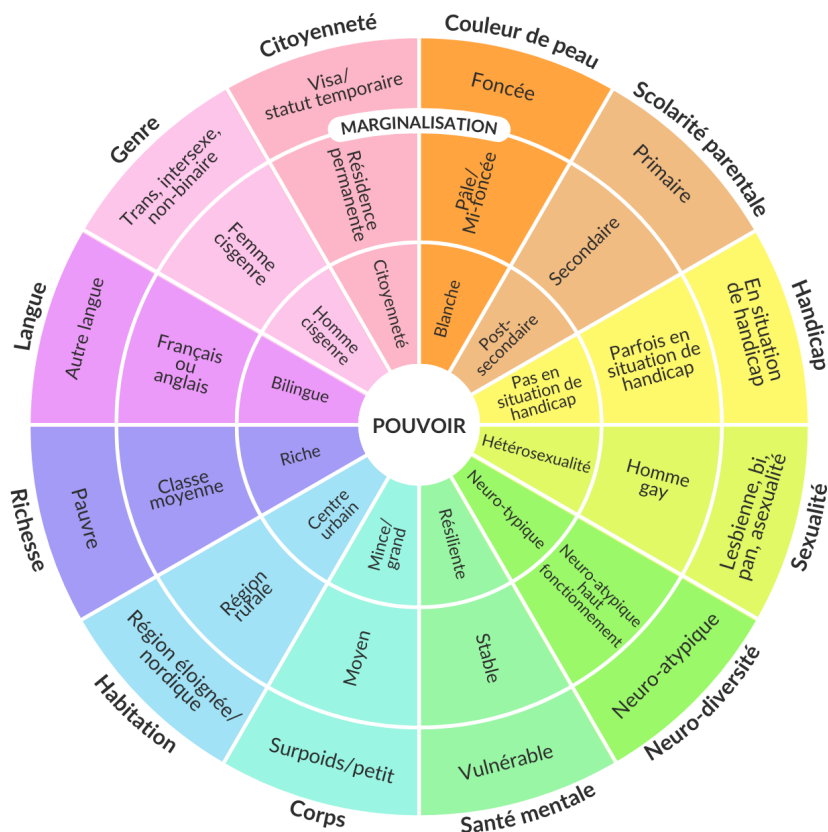 Citoyenneté
Visa/
statut temporaire
Résidence
permanente
Citoyenneté
Couleur de peau
Foncée
Pâle/
Mi-foncée
Blanche
Scolarité parentale
Primaire
Secondaire
Post-
secondaire
Handicap
En situation
de handicap
Parfois en
situation de
handicap
Pas en
situation de
handicap
Sexualité
Lesbienne, bi,
pan, asexualité
Homme
gay
Hétérosexualité
Neuro-diversité
Neuro-atypique
Neuro-atypique
haut
fonctionnement
Neuro-typique
Santé mentale
Vulnérable
Stable
Résiliente
Corps
Surpoids/petit
Moyen
Mince/
grand
Habitation
Région éloignée/
nordique
Région
rurale
Centre
urbain
Richesse
Pauvre
Classe
moyenne
Riche
Langue
Autre langue
Français
ou
anglais
Bilingue
Genre
Trans, intersexe,
non-binaire
Femme
cisgenre
Homme
cisgenre
MARGINALISATION
POUVOIR